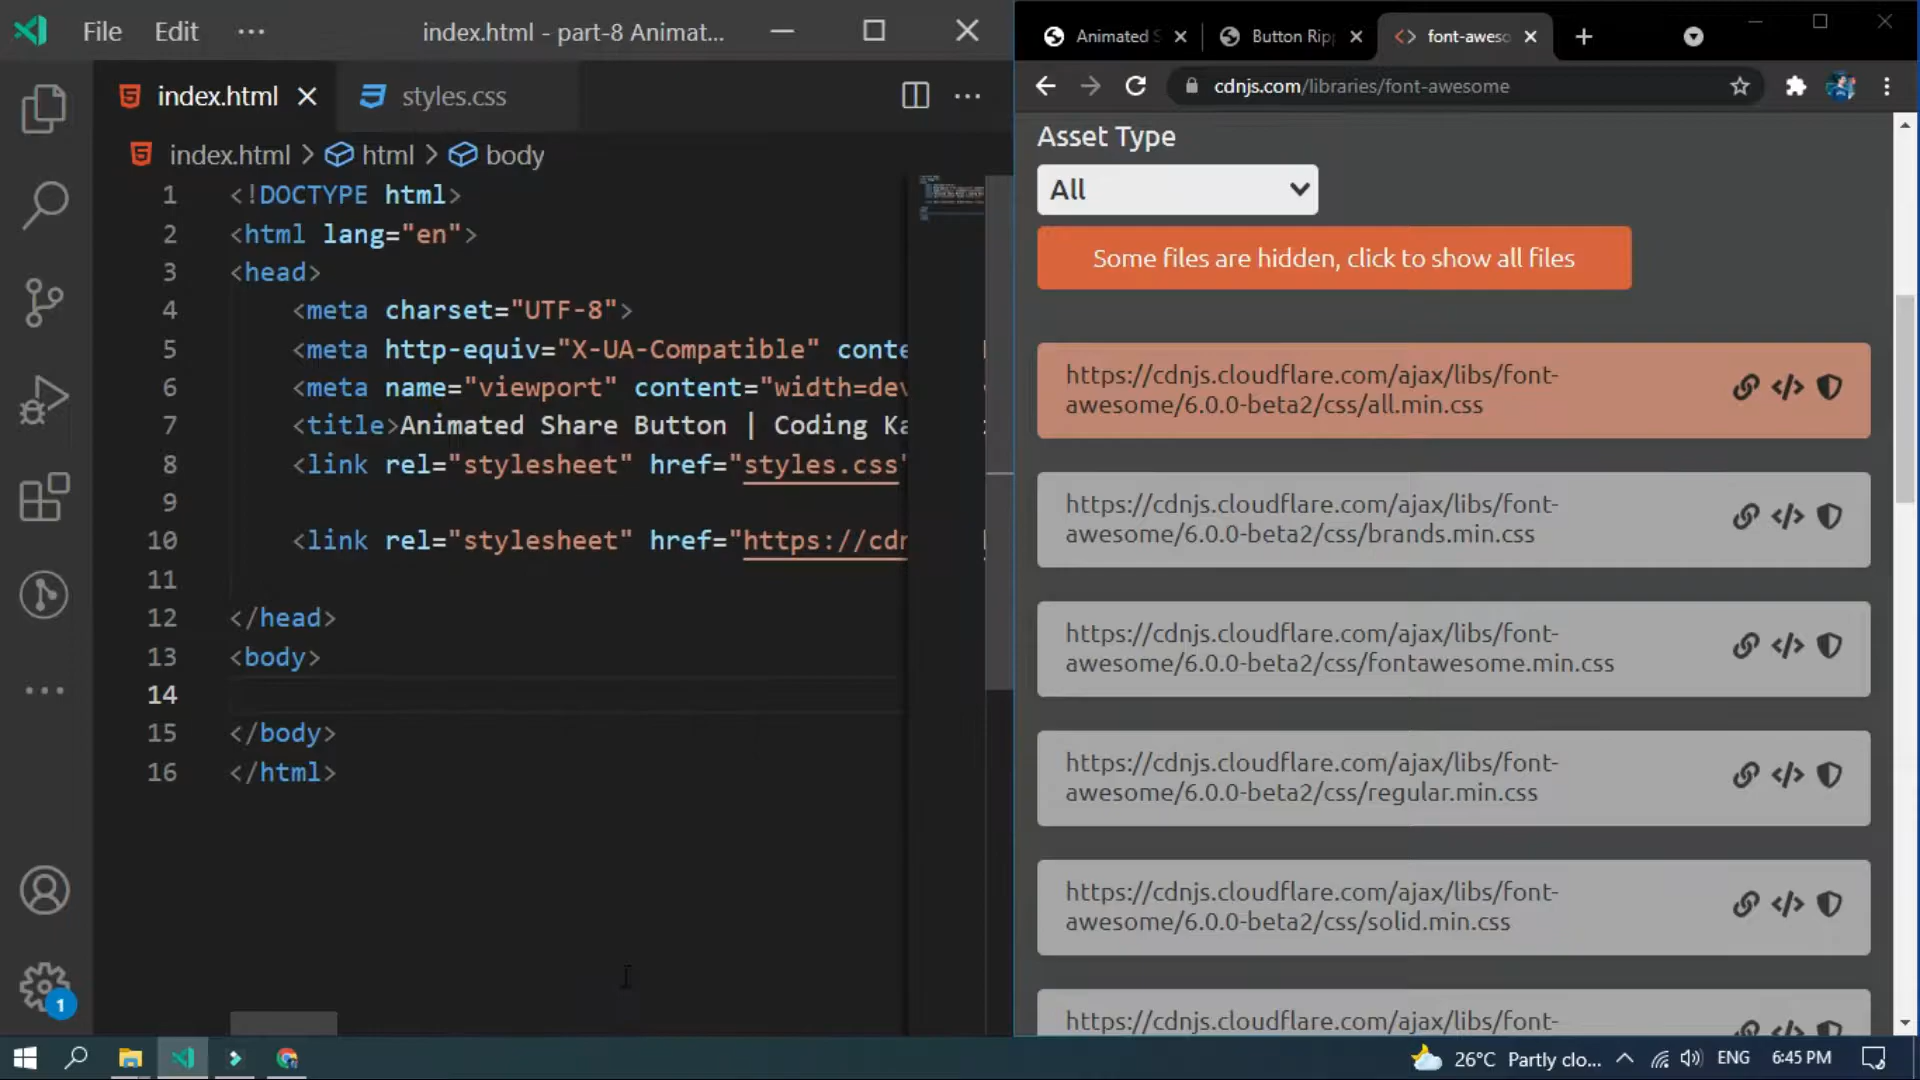 File Edit ··· index.html - part-8 Animat...
index.html styles.css
index.html > html > body
1 <!DOCTYPE html>
2 <html lang="en">
3 <head>
4 <meta charset="UTF-8">
5 <meta http-equiv="X-UA-Compatible" conte
6 <meta name="viewport" content="width=dev
7 <title>Animated Share Button | Coding Ka
8 <link rel="stylesheet" href="styles.css"
9
10 <link rel="stylesheet" href="https://cdn
11
12 </head>
13 <body>
14
15 </body>
16 </html>
1
Animated S Button Ripp font-aweso
cdnjs.com/libraries/font-awesome
Asset Type
All
Some files are hidden, click to show all files
https://cdnjs.cloudflare.com/ajax/libs/font-
awesome/6.0.0-beta2/css/all.min.css
https://cdnjs.cloudflare.com/ajax/libs/font-
awesome/6.0.0-beta2/css/brands.min.css
https://cdnjs.cloudflare.com/ajax/libs/font-
awesome/6.0.0-beta2/css/fontawesome.min.css
https://cdnjs.cloudflare.com/ajax/libs/font-
awesome/6.0.0-beta2/css/regular.min.css
https://cdnjs.cloudflare.com/ajax/libs/font-
awesome/6.0.0-beta2/css/solid.min.css
https://cdnjs.cloudflare.com/ajax/libs/font-
26°C Partly clo... ENG 6:45 PM